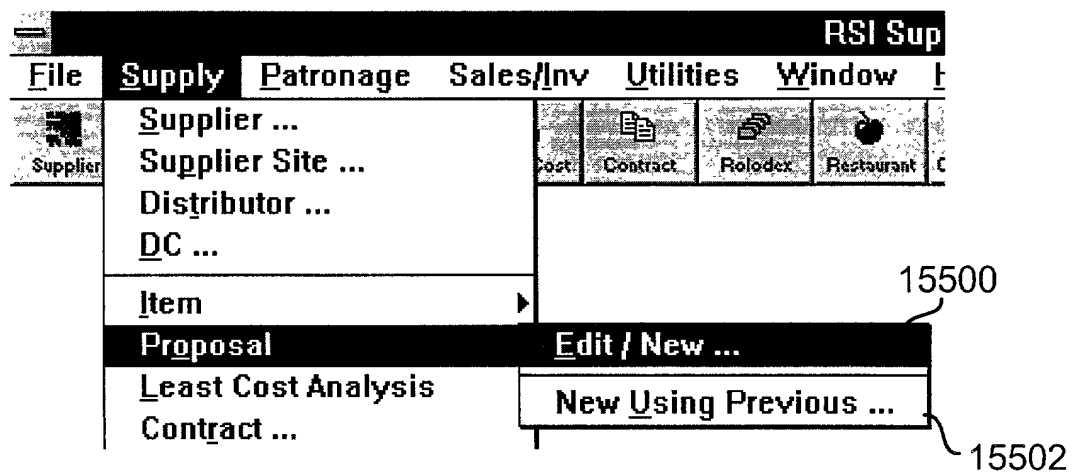 RSI Sup
File Supply Patronage Sales/Inv Utilities Window H
Supplier Cost Contract Rolodex Restaurant
Supplier ...
Supplier Site ...
Distributor ...
DC ...
Item
Proposal
Least Cost Analysis
Contract ...
Edit / New ...
New Using Previous ...
15500
15502